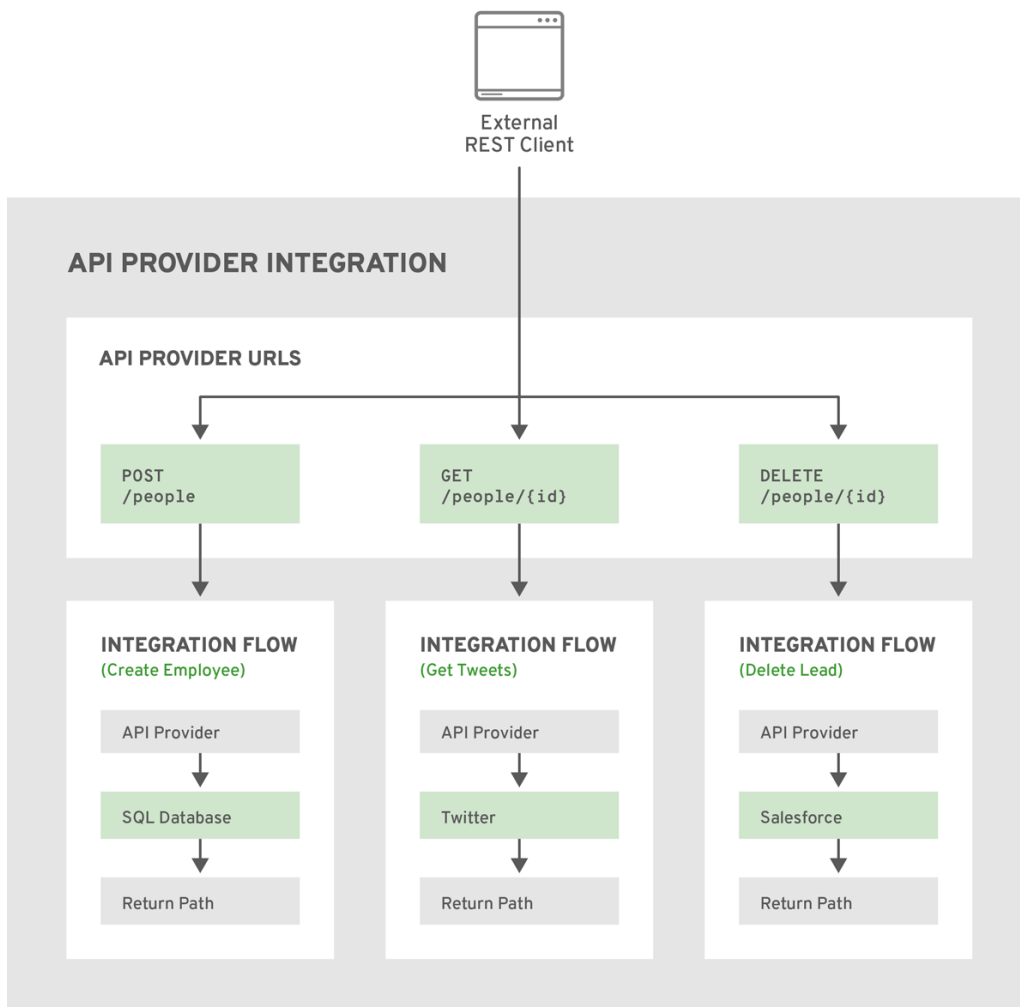 External
REST Client
API PROVIDER INTEGRATION
API PROVIDER URLS
POST
/people
GET
/people/{id}
DELETE
/people/{id}
INTEGRATION FLOW
(Create Employee)
API Provider
SQL Database
Return Path
INTEGRATION FLOW
(Get Tweets)
API Provider
Twitter
Return Path
INTEGRATION FLOW
(Delete Lead)
API Provider
Salesforce
Return Path